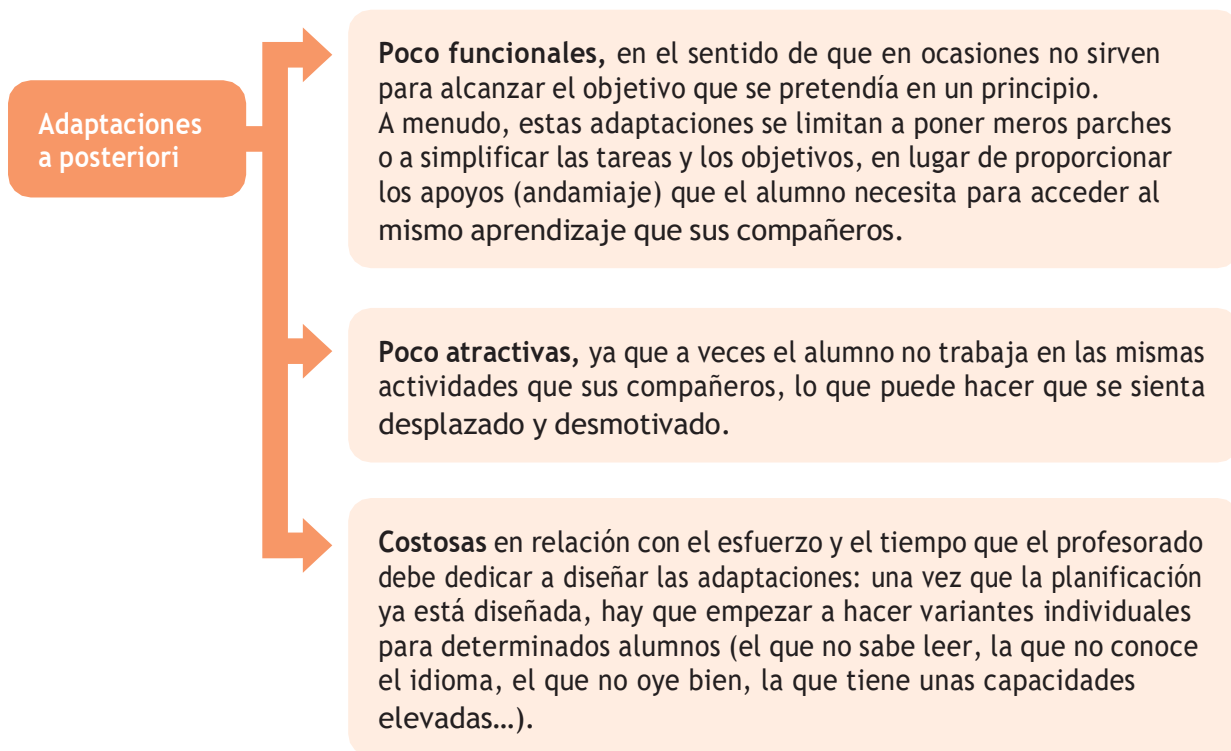 Adaptaciones
a posteriori
Poco funcionales, en el sentido de que en ocasiones no sirven
para alcanzar el objetivo que se pretendía en un principio.
A menudo, estas adaptaciones se limitan a poner meros parches
o a simplificar las tareas y los objetivos, en lugar de proporcionar
los apoyos (andamiaje) que el alumno necesita para acceder al
mismo aprendizaje que sus compañeros.
Poco atractivas, ya que a veces el alumno no trabaja en las mismas
actividades que sus compañeros, lo que puede hacer que se sienta
desplazado y desmotivado.
Costosas en relación con el esfuerzo y el tiempo que el profesorado
debe dedicar a diseñar las adaptaciones: una vez que la planificación
ya está diseñada, hay que empezar a hacer variantes individuales
para determinados alumnos (el que no sabe leer, la que no conoce
el idioma, el que no oye bien, la que tiene unas capacidades
elevadas…).